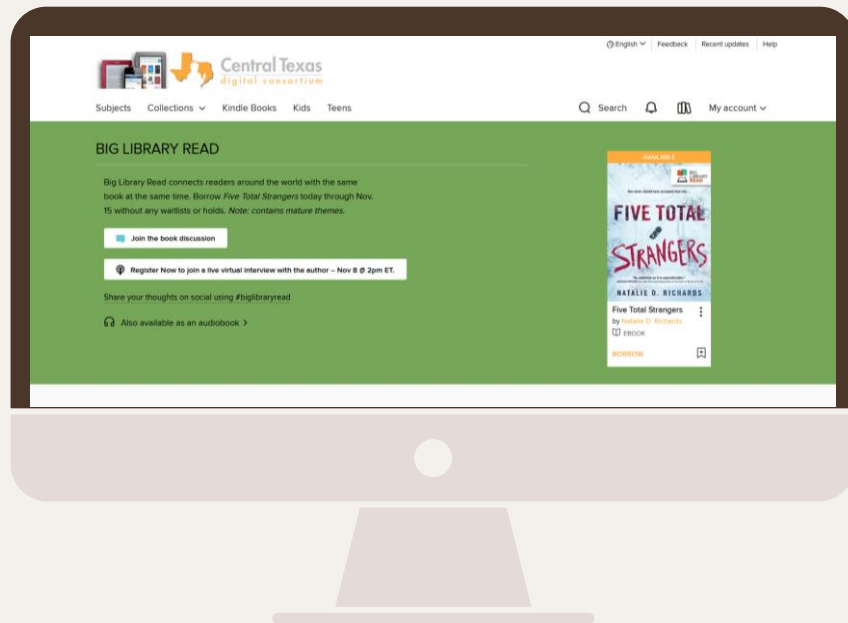 English
Feedback
Recent updates
Help
Central Texas
digital consortium
Subjects
Collections
Kindle Books
Kids
Teens
Search
My account
BIG LIBRARY READ
Big Library Read connects readers around the world with the same
book at the same time. Borrow Five Total Strangers today through Nov.
15 without any waitlists or holds. Note: contains mature themes.
Join the book discussion
Register Now to join a live virtual interview with the author – Nov 8 @ 2pm ET.
Share your thoughts on social using #biglibraryread
Also available as an audiobook >
AVAILABLE
BIG
LIBRARY
READ
FIVE TOTAL
STRANGERS
NATALIE D. RICHARDS
Five Total Strangers
by Natalie D. Richards
EBOOK
BORROW